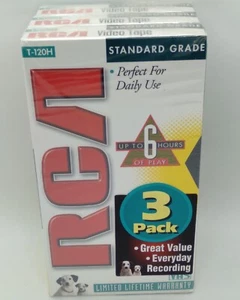 Video Tape
T-120H
STANDARD GRADE
• Perfect For
Daily Use
RCA
UP TO 6 HOURS
OF PLAY
3
Pack
• Great Value
• Everyday
Recording
VHS
LIMITED LIFETIME WARRANTY